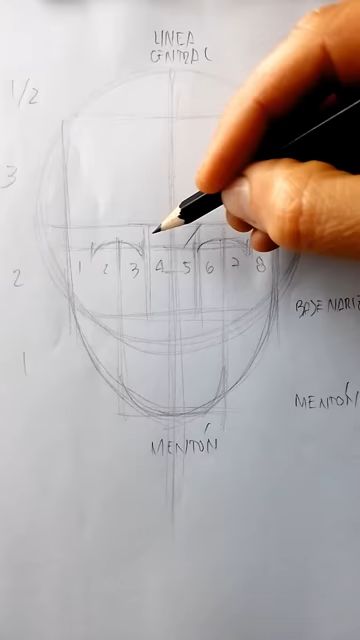 LINEA
CENTRAL
1/2
3
1 2 3 4 5 6 7 8
2
BASE NARIZ
1
MENTÓN
MENTÓN